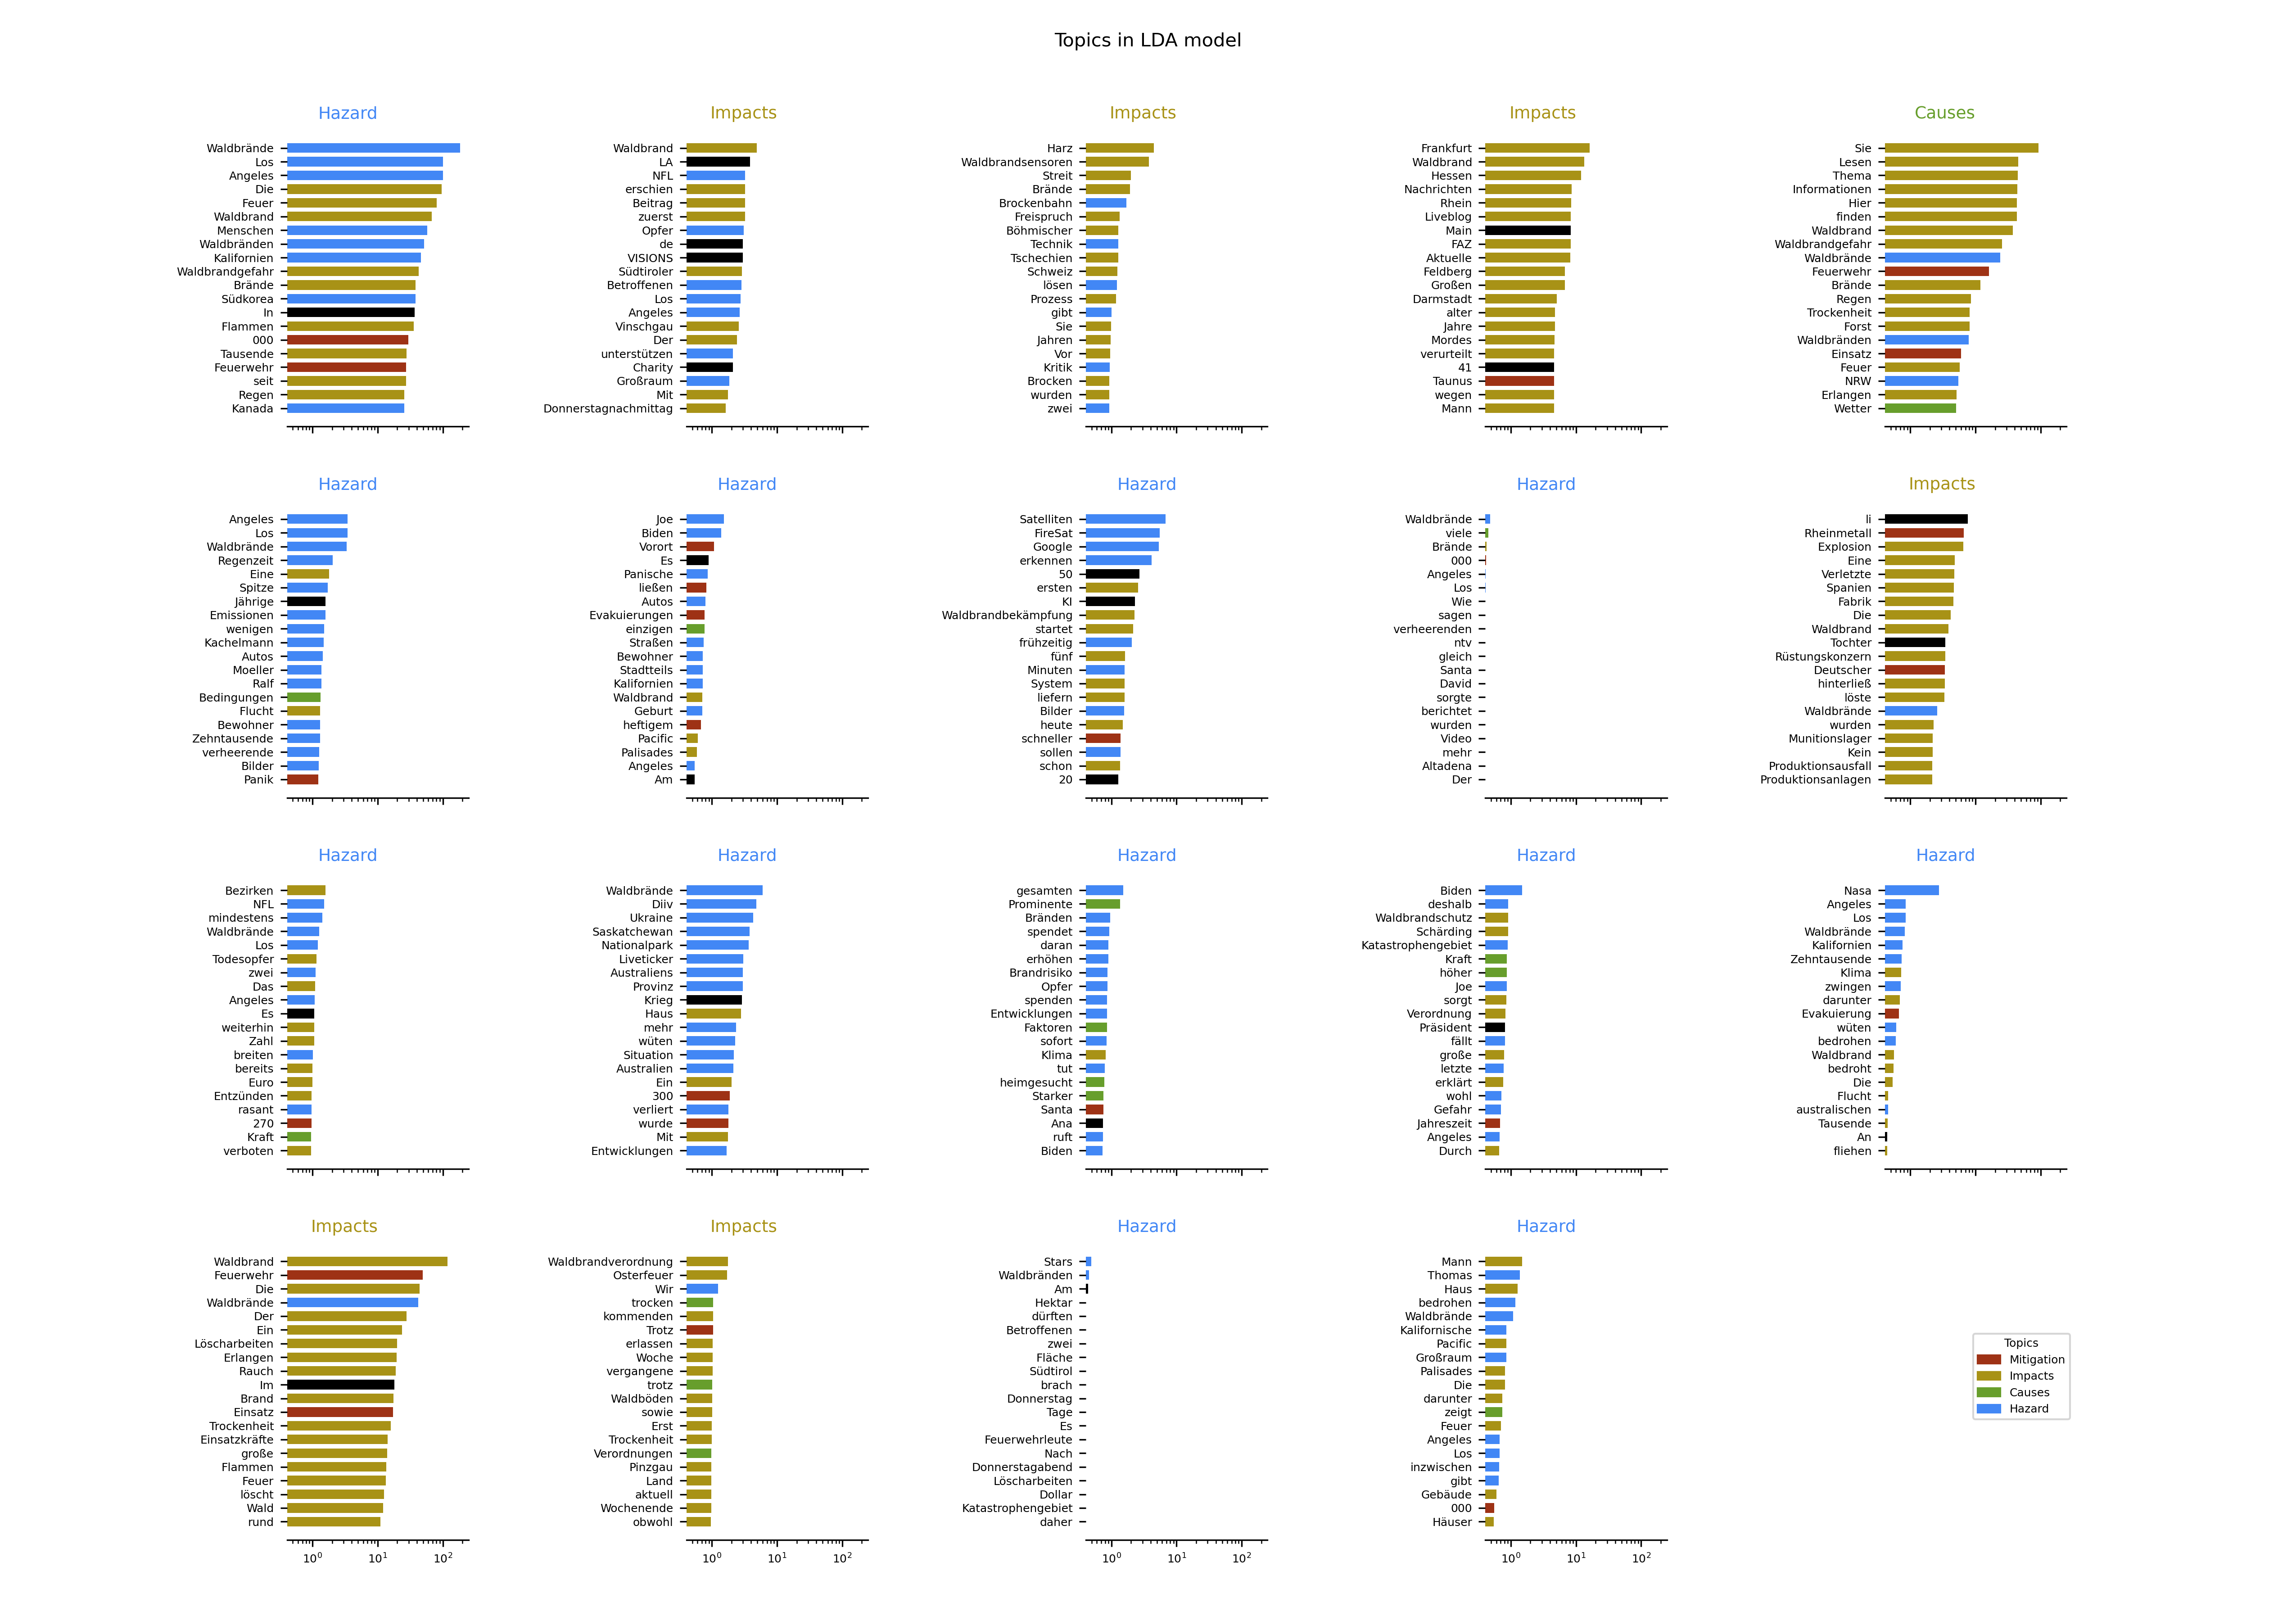 Topics in LDA model
Hazard
Waldbrände
Los
Angeles
Die
Feuer
Waldbrand
Menschen
Waldbränden
Kalifornien
Waldbrandgefahr
Brände
Südkorea
In
Flammen
000
Tausende
Feuerwehr
seit
Regen
Kanada
Impacts
Waldbrand
LA
NFL
erschien
Beitrag
zuerst
Opfer
de
VISIONS
Südtiroler
Betroffenen
Los
Angeles
Vinschgau
Der
unterstützen
Charity
Großraum
Mit
Donnerstagnachmittag
Impacts
Harz
Waldbrandsensoren
Streit
Brände
Brockenbahn
Freispruch
Böhmischer
Technik
Tschechien
Schweiz
lösen
Prozess
gibt
Sie
Jahren
Vor
Kritik
Brocken
wurden
zwei
Impacts
Frankfurt
Waldbrand
Hessen
Nachrichten
Rhein
Liveblog
Main
FAZ
Aktuelle
Feldberg
Großen
Darmstadt
alter
Jahre
Mordes
verurteilt
41
Taunus
wegen
Mann
Causes
Sie
Lesen
Thema
Informationen
Hier
finden
Waldbrand
Waldbrandgefahr
Waldbrände
Feuerwehr
Brände
Regen
Trockenheit
Forst
Waldbränden
Einsatz
Feuer
NRW
Erlangen
Wetter
Hazard
Angeles
Los
Waldbrände
Regenzeit
Eine
Spitze
Jährige
Emissionen
wenigen
Kachelmann
Autos
Moeller
Ralf
Bedingungen
Flucht
Bewohner
Zehntausende
verheerende
Bilder
Panik
Hazard
Joe
Biden
Vorort
Es
Panische
ließen
Autos
Evakuierungen
einzigen
Straßen
Bewohner
Stadtteils
Kalifornien
Waldbrand
Geburt
heftigem
Pacific
Palisades
Angeles
Am
Hazard
Satelliten
FireSat
Google
erkennen
50
ersten
KI
Waldbrandbekämpfung
startet
frühzeitig
fünf
Minuten
System
liefern
Bilder
heute
schneller
sollen
schon
20
Hazard
Waldbrände
viele
Brände
000
Angeles
Los
Wie
sagen
verheerenden
ntv
gleich
Santa
David
sorgte
berichtet
wurden
Video
mehr
Altadena
Der
Impacts
li
Rheinmetall
Explosion
Eine
Verletzte
Spanien
Fabrik
Die
Waldbrand
Tochter
Rüstungskonzern
Deutscher
hinterließ
löste
Waldbrände
wurden
Munitionslager
Kein
Produktionsausfall
Produktionsanlagen
Hazard
Bezirken
NFL
mindestens
Waldbrände
Los
Todesopfer
zwei
Das
Angeles
Es
weiterhin
Zahl
breiten
bereits
Euro
Entzünden
rasant
270
Kraft
verboten
Hazard
Waldbrände
Diiv
Ukraine
Saskatchewan
Nationalpark
Liveticker
Australiens
Provinz
Krieg
Haus
mehr
wüten
Situation
Australien
Ein
300
verliert
wurde
Mit
Entwicklungen
Hazard
gesamten
Prominente
Bränden
spendet
daran
erhöhen
Brandrisiko
Opfer
spenden
Entwicklungen
Faktoren
sofort
Klima
tut
heimgesucht
Starker
Santa
Ana
ruft
Biden
Hazard
Biden
deshalb
Waldbrandschutz
Schärding
Katastrophengebiet
Kraft
höher
Joe
sorgt
Verordnung
Präsident
fällt
große
letzte
erklärt
wohl
Gefahr
Jahreszeit
Angeles
Durch
Hazard
Nasa
Angeles
Los
Waldbrände
Kalifornien
Zehntausende
Klima
zwingen
darunter
Evakuierung
wüten
bedrohen
Waldbrand
bedroht
Die
Flucht
australischen
Tausende
An
fliehen
Impacts
Waldbrand
Feuerwehr
Die
Waldbrände
Der
Ein
Löscharbeiten
Erlangen
Rauch
Im
Brand
Einsatz
Trockenheit
Einsatzkräfte
große
Flammen
Feuer
löscht
Wald
rund
10⁰ 10¹ 10²
Impacts
Waldbrandverordnung
Osterfeuer
Wir
trocken
kommenden
Trotz
erlassen
Woche
vergangene
trotz
Waldböden
sowie
Erst
Trockenheit
Verordnungen
Pinzgau
Land
aktuell
Wochenende
obwohl
10⁰ 10¹ 10²
Hazard
Stars
Waldbränden
Am
Hektar
dürften
Betroffenen
zwei
Fläche
Südtirol
brach
Donnerstag
Tage
Es
Feuerwehrleute
Nach
Donnerstagabend
Löscharbeiten
Dollar
Katastrophengebiet
daher
10⁰ 10¹ 10²
Hazard
Mann
Thomas
Haus
bedrohen
Waldbrände
Kalifornische
Pacific
Großraum
Palisades
Die
darunter
zeigt
Feuer
Angeles
Los
inzwischen
gibt
Gebäude
000
Häuser
10⁰ 10¹ 10²
Topics
Mitigation
Impacts
Causes
Hazard